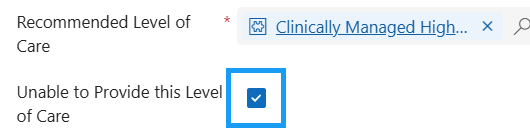 Recommended Level of Care * Clinically Managed High...
Unable to Provide this Level of Care